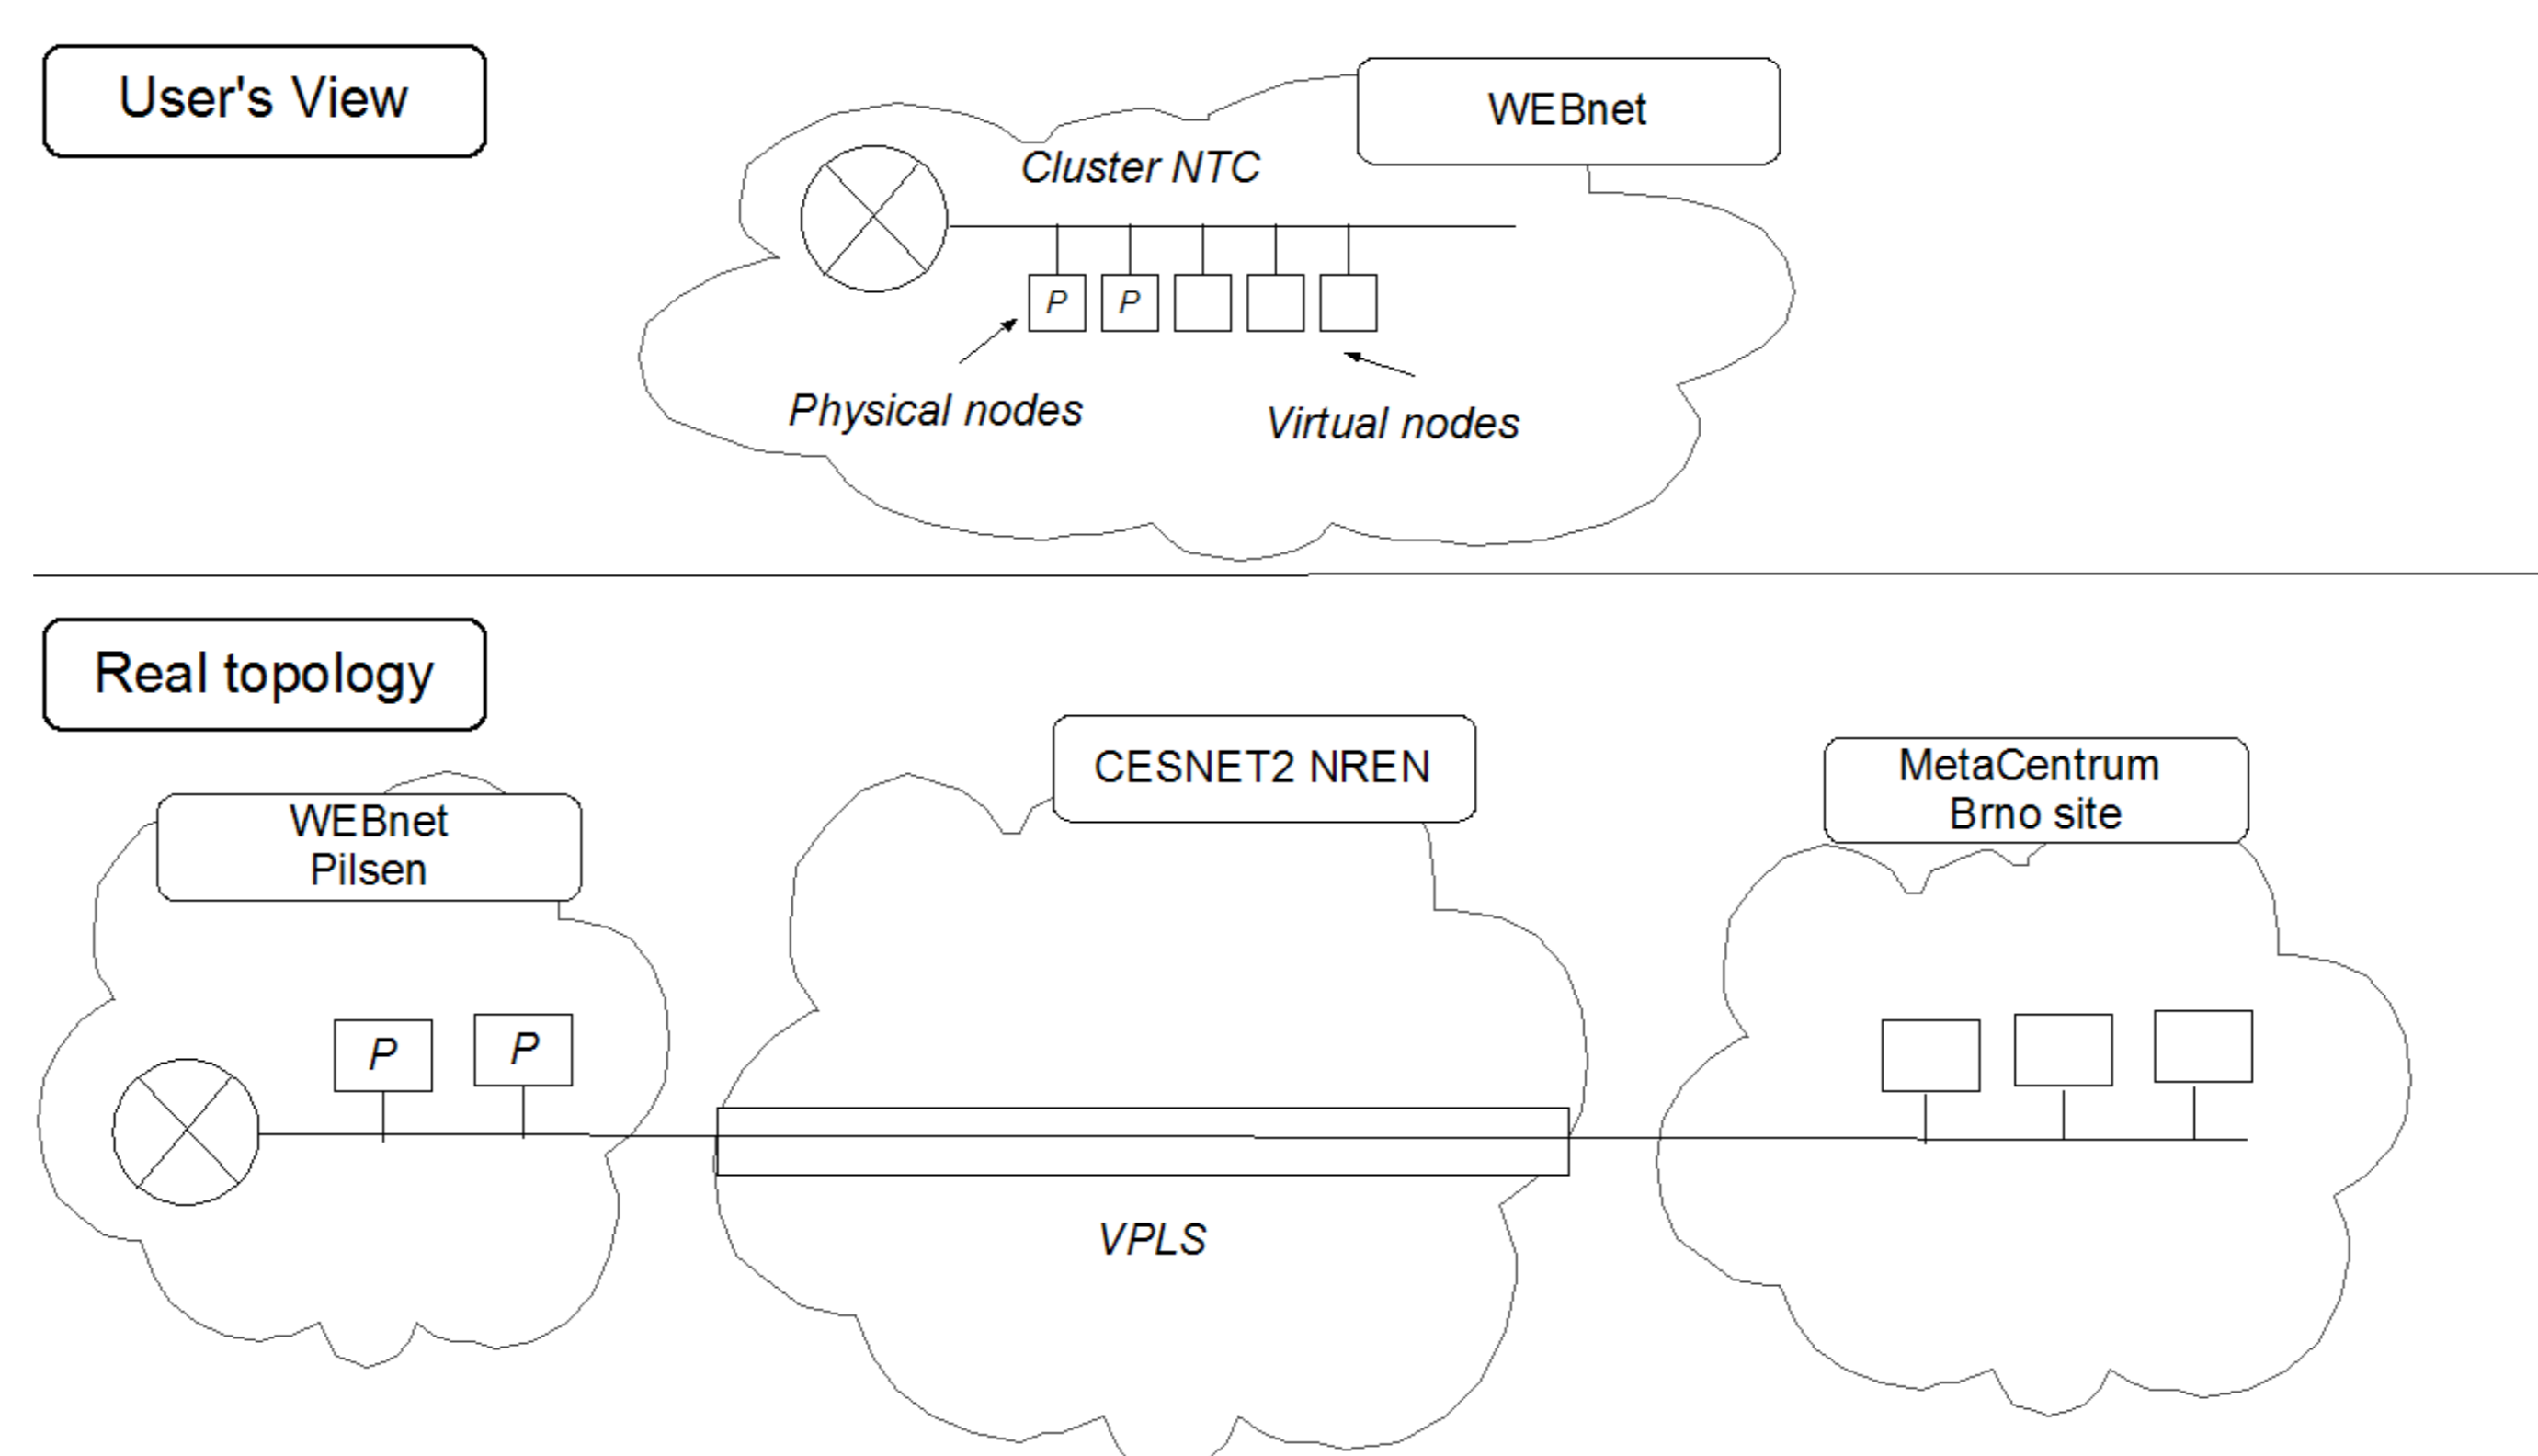 User's View
WEBnet
Cluster NTC
P P
Physical nodes
Virtual nodes
Real topology
CESNET2 NREN
MetaCentrum
Brno site
WEBnet
Pilsen
P P
VPLS